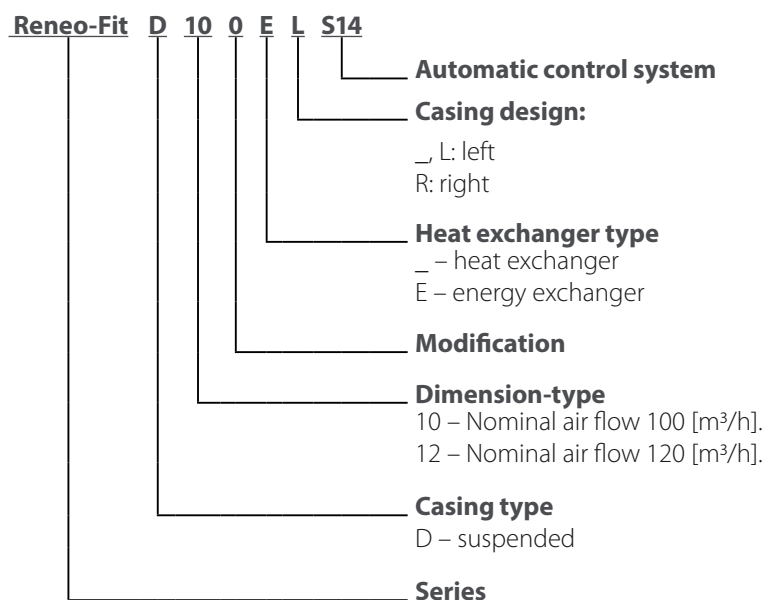 Reneo-Fit D 10 0 E L S14
Automatic control system
Casing design:
_, L: left
R: right
Heat exchanger type
_ – heat exchanger
E – energy exchanger
Modification
Dimension-type
10 – Nominal air flow 100 [m³/h].
12 – Nominal air flow 120 [m³/h].
Casing type
D – suspended
Series